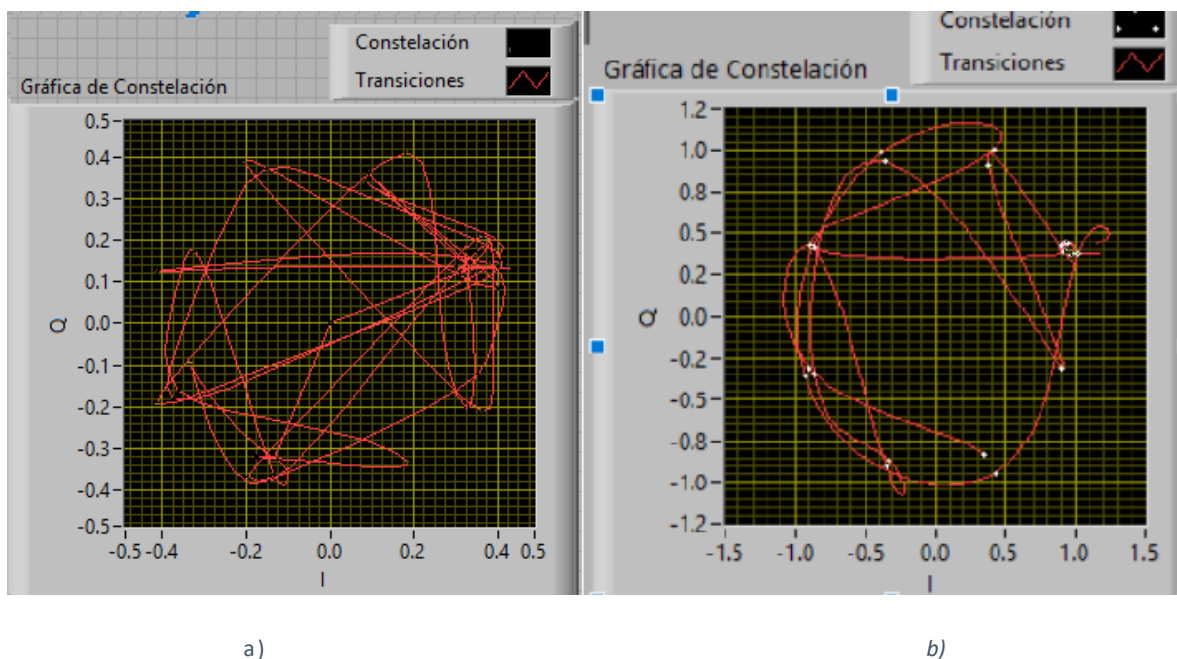 Constelación
Transiciones
Gráfica de Constelación
0.5
0.4
0.3
0.2
0.1
0.0
-0.1
-0.2
-0.3
-0.4
-0.5
Q
-0.5 -0.4 -0.2 0.0 0.2 0.4 0.5
I
Constelación
Transiciones
Gráfica de Constelación
1.2
1.0
0.8
0.5
0.2
0.0
-0.2
-0.5
-0.8
-1.0
-1.2
Q
-1.5 -1.0 -0.5 0.0 0.5 1.0 1.5
I
a) b)